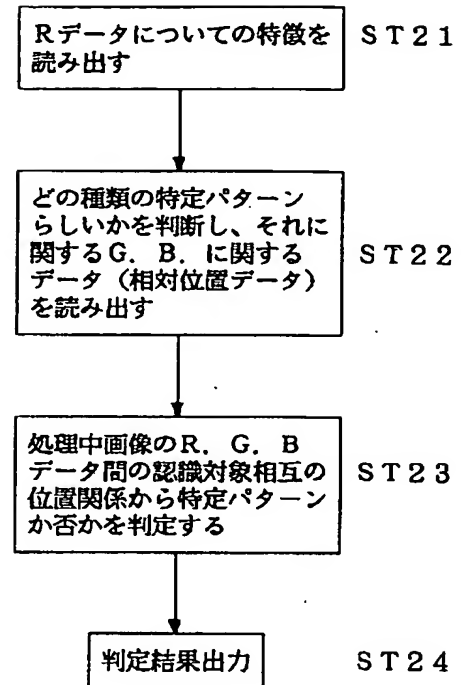 Rデータについての特徴を ST21
読み出す
どの種類の特定パターン
らしいかを判断し、それに
関するG．B．に関する ST22
データ（相対位置データ）
を読み出す
処理中画像のR．G．B
データ間の認識対象相互の ST23
位置関係から特定パターン
か否かを判定する
判定結果出力 ST24